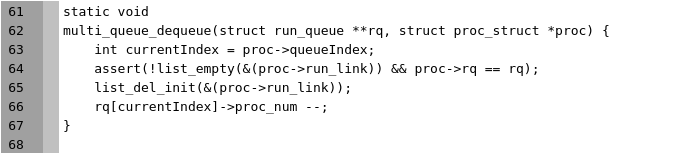 61 static void
62 multi_queue_dequeue(struct run_queue **rq, struct proc_struct *proc) {
63     int currentIndex = proc->queueIndex;
64     assert(!list_empty(&(proc->run_link)) && proc->rq == rq);
65     list_del_init(&(proc->run_link));
66     rq[currentIndex]->proc_num --;
67 }
68